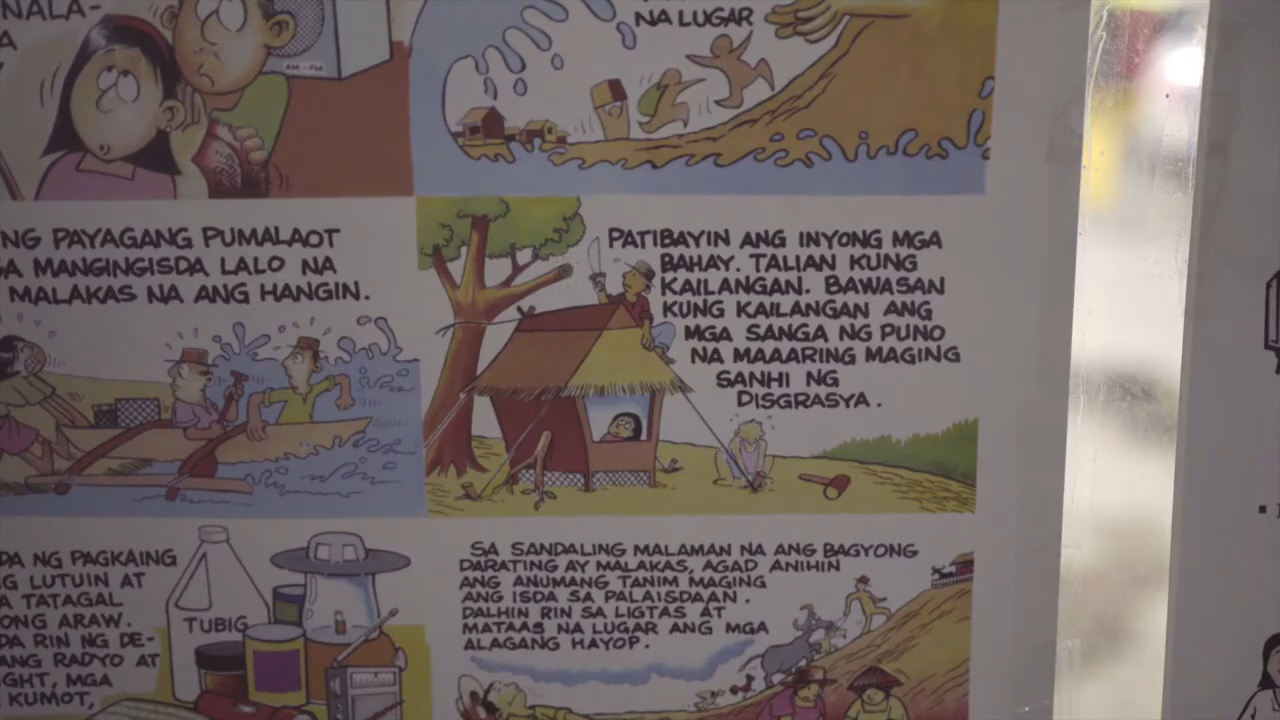 NALA-
A
AM - FM
NA LUGAR
NG PAYAGANG PUMALAOT
GA MANGINGISDA LALO NA
MALAKAS NA ANG HANGIN.
PATIBAYIN ANG INYONG MGA
BAHAY. TALIAN KUNG
KAILANGAN. BAWASAN
KUNG KAILANGAN ANG
MGA SANGA NG PUNO
NA MAAARING MAGING
SANHI NG
DISGRASYA.
DA NG PAGKAING
G LUTUIN AT
A TATAGAL
ONG ARAW.
DA RIN NG DE-
ANG RADYO AT
IGHT, MGA
KUMOT,
TUBIG
SA SANDALING MALAMAN NA ANG BAGYONG
DARATING AY MALAKAS, AGAD ANIHIN
ANG ANUMANG TANIM MAGING
ANG ISDA SA PALAISDAAN.
DALHIN RIN SA LIGTAS AT
MATAAS NA LUGAR ANG MGA
ALAGANG HAYOP.